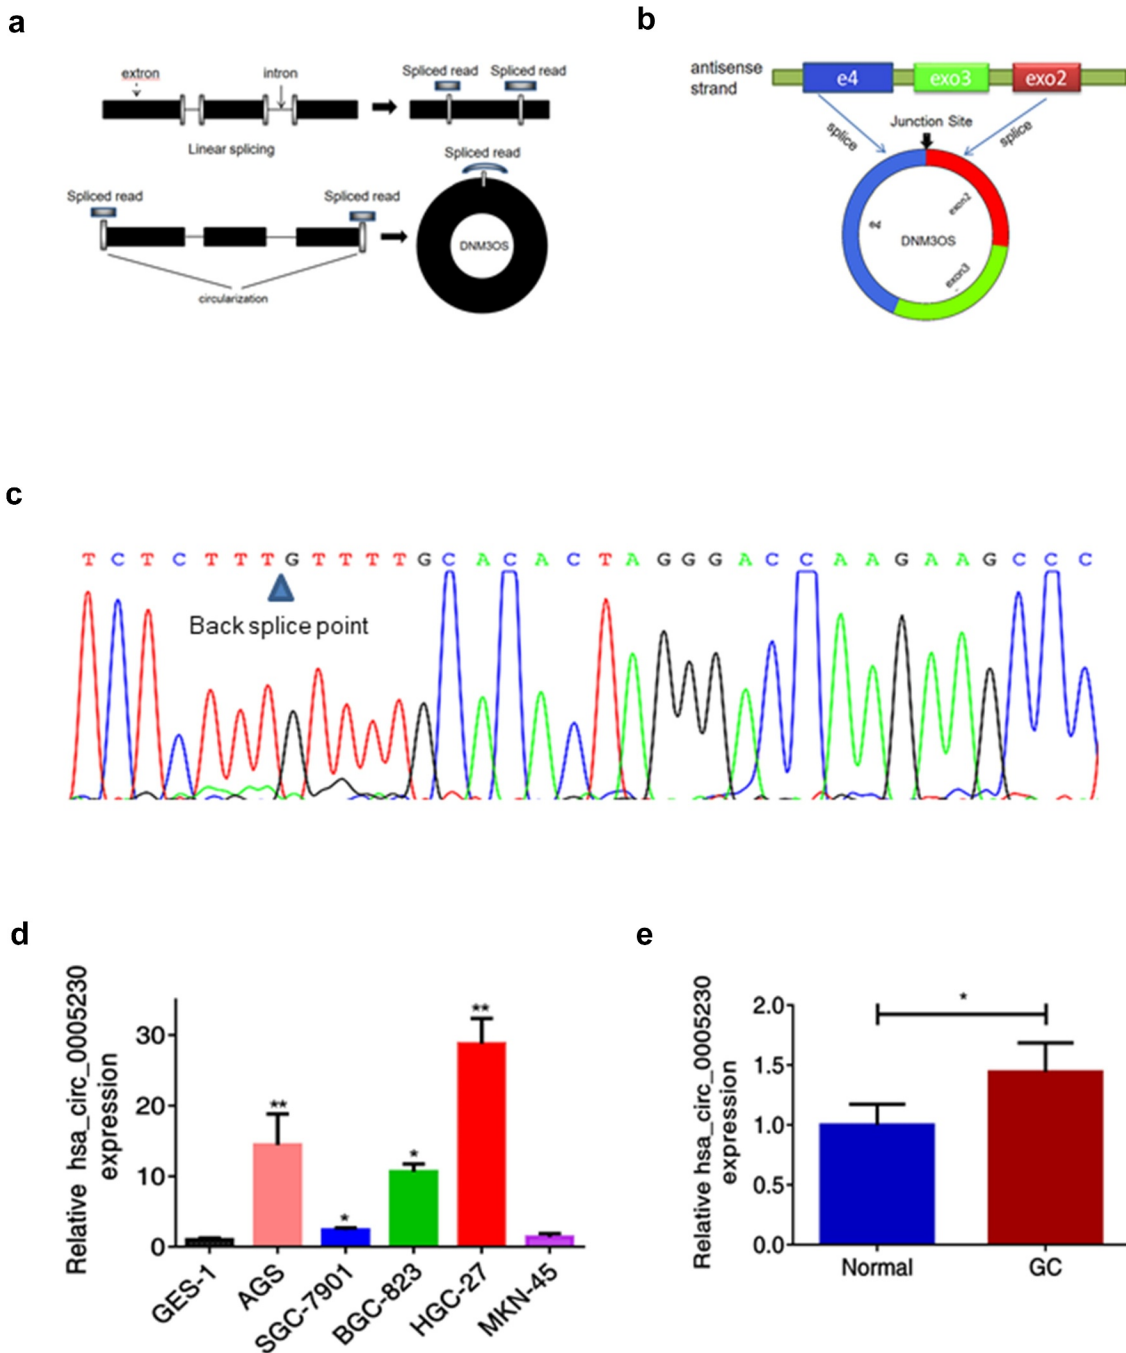 a
extron
intron
Spliced read
Spliced read
Linear splicing
Spliced read
Spliced read
Spliced read
DNM3OS
circularization
b
antisense
strand
e4
exo3
exo2
Junction Site
splice
splice
e4
exon2
exon3
DNM3OS
c
T C T C T T T G T T T T G C A C A C T A G G G A C C A A G A A G C C C
Back splice point
d
Relative hsa_circ_0005230
expression
30
20
10
0
**
*
*
**
GES-1
AGS
SGC-7901
BGC-823
HGC-27
MKN-45
e
Relative hsa_circ_0005230
expression
2.0
1.5
1.0
0.5
0.0
*
Normal
GC